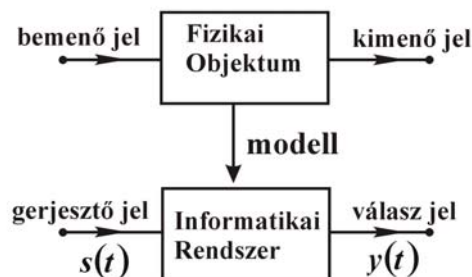 bemenő jel
Fizikai
Objektum
kimenő jel
modell
gerjesztő jel
s(t)
Informatikai
Rendszer
válasz jel
y(t)